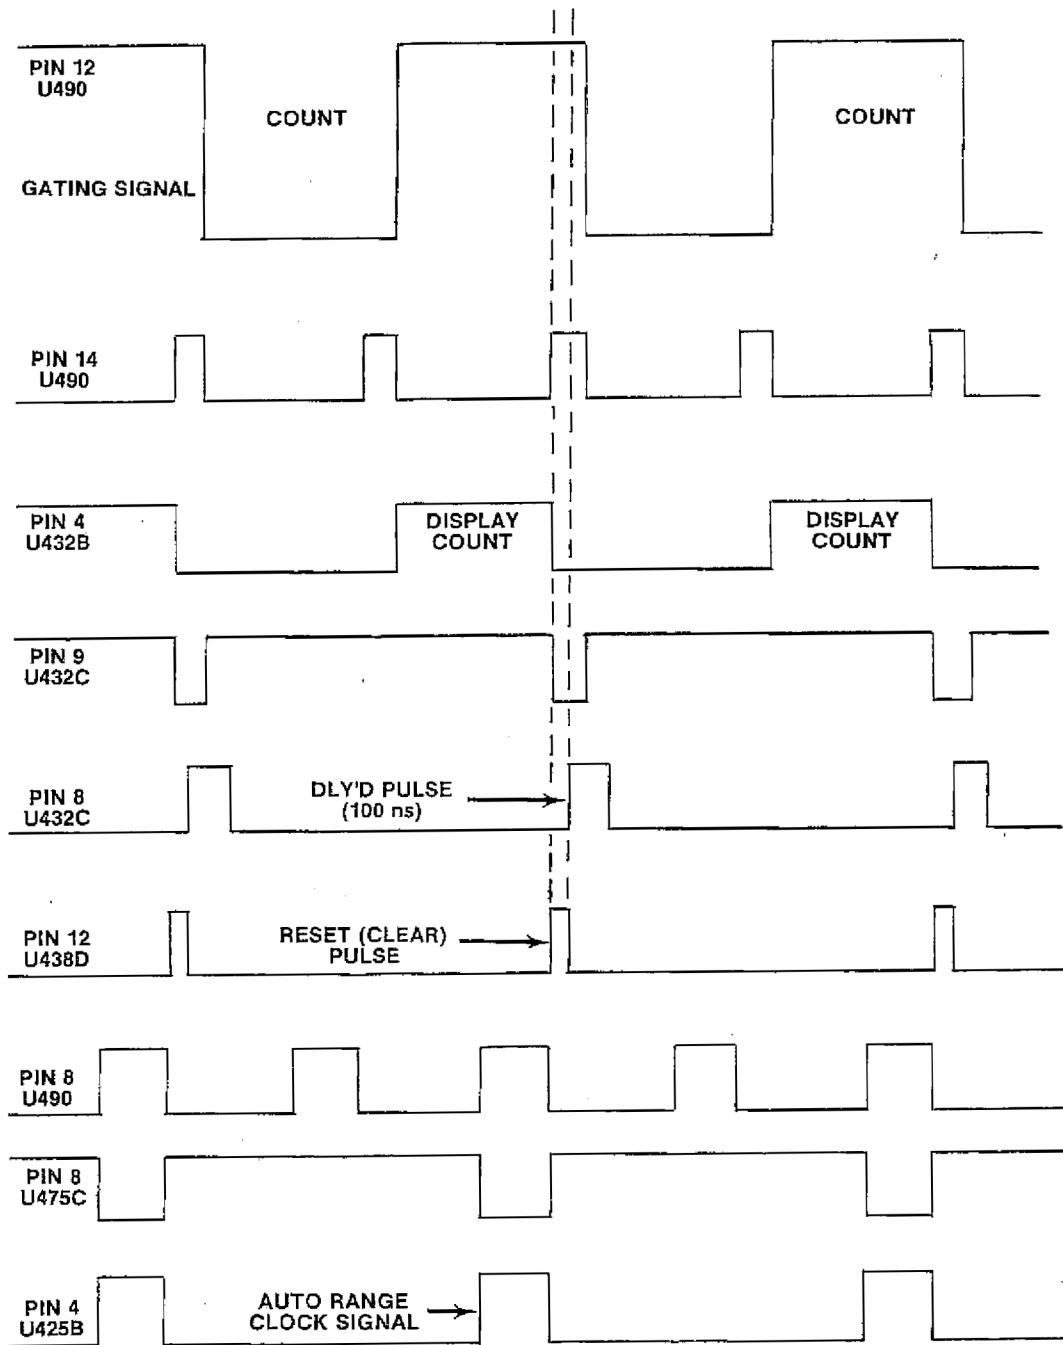 PIN 12
U490
COUNT
COUNT
GATING SIGNAL
PIN 14
U490
PIN 4
U432B
DISPLAY
COUNT
DISPLAY
COUNT
PIN 9
U432C
PIN 8
U432C
DLY'D PULSE
(100 ns)
PIN 12
U438D
RESET (CLEAR)
PULSE
PIN 8
U490
PIN 8
U475C
PIN 4
U425B
AUTO RANGE
CLOCK SIGNAL